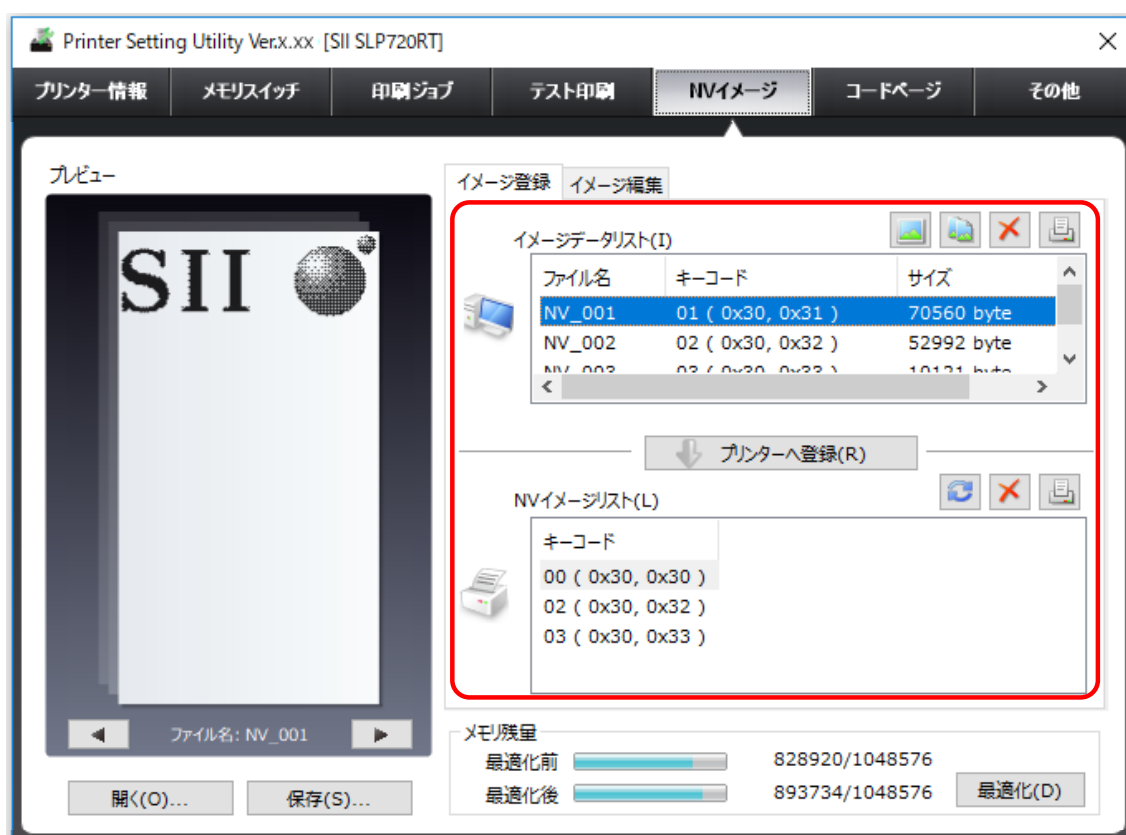 Printer Setting Utility Ver.x.xx [SII SLP720RT]
プリンター情報 メモリスイッチ 印刷ジョブ テスト印刷 NVイメージ コードページ その他
プレビュー
SII
ファイル名: NV_001
開く(O)... 保存(S)...
イメージ登録 イメージ編集
イメージデータリスト(I)
ファイル名 キーコード サイズ
NV_001 01 ( 0x30, 0x31 ) 70560 byte
NV_002 02 ( 0x30, 0x32 ) 52992 byte
NV_003 03 ( 0x30, 0x33 ) 10121 byte
プリンターへ登録(R)
NVイメージリスト(L)
キーコード
00 ( 0x30, 0x30 )
02 ( 0x30, 0x32 )
03 ( 0x30, 0x33 )
メモリ残量
最適化前 828920/1048576
最適化後 893734/1048576 最適化(D)